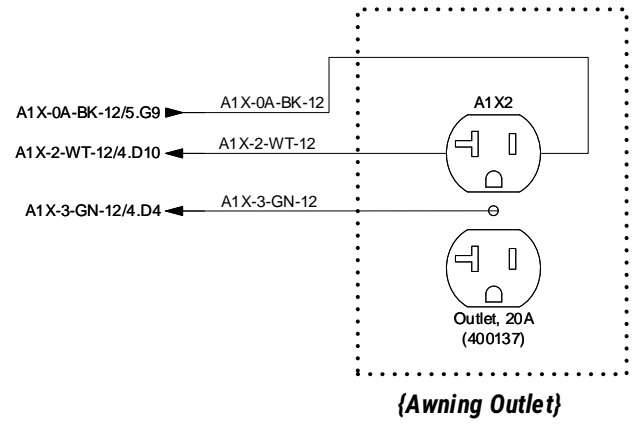 A1X-0A-BK-12/5.G9
A1X-0A-BK-12
A1X2
A1X-2-WT-12/4.D10
A1X-2-WT-12
A1X-3-GN-12/4.D4
A1X-3-GN-12
Outlet, 20A
(400137)
{Awning Outlet}